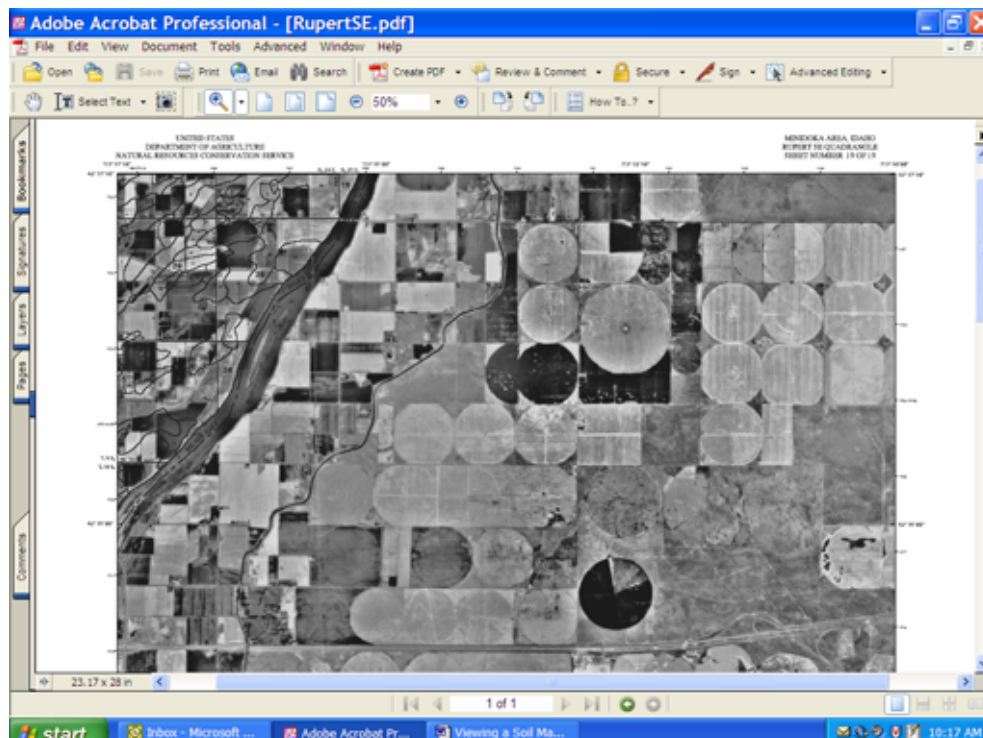 Adobe Acrobat Professional - [RupertSE.pdf]
File Edit View Document Tools Advanced Window Help
Open Save Print Email Search Create PDF Review & Comment Secure Sign Advanced Editing
Select Text 50% How To..?
Bookmarks
Signatures
Layers
Pages
Comments
UNITED STATES
DEPARTMENT OF AGRICULTURE
NATURAL RESOURCES CONSERVATION SERVICE
MINIDOKA AREA, IDAHO
RUPERT SE QUADRANGLE
SHEET NUMBER 19 OF 19
23.17 x 28 in
1 of 1
start Inbox - Microsoft ... Adobe Acrobat Pr... Viewing a Soil Ma... 10:17 AM